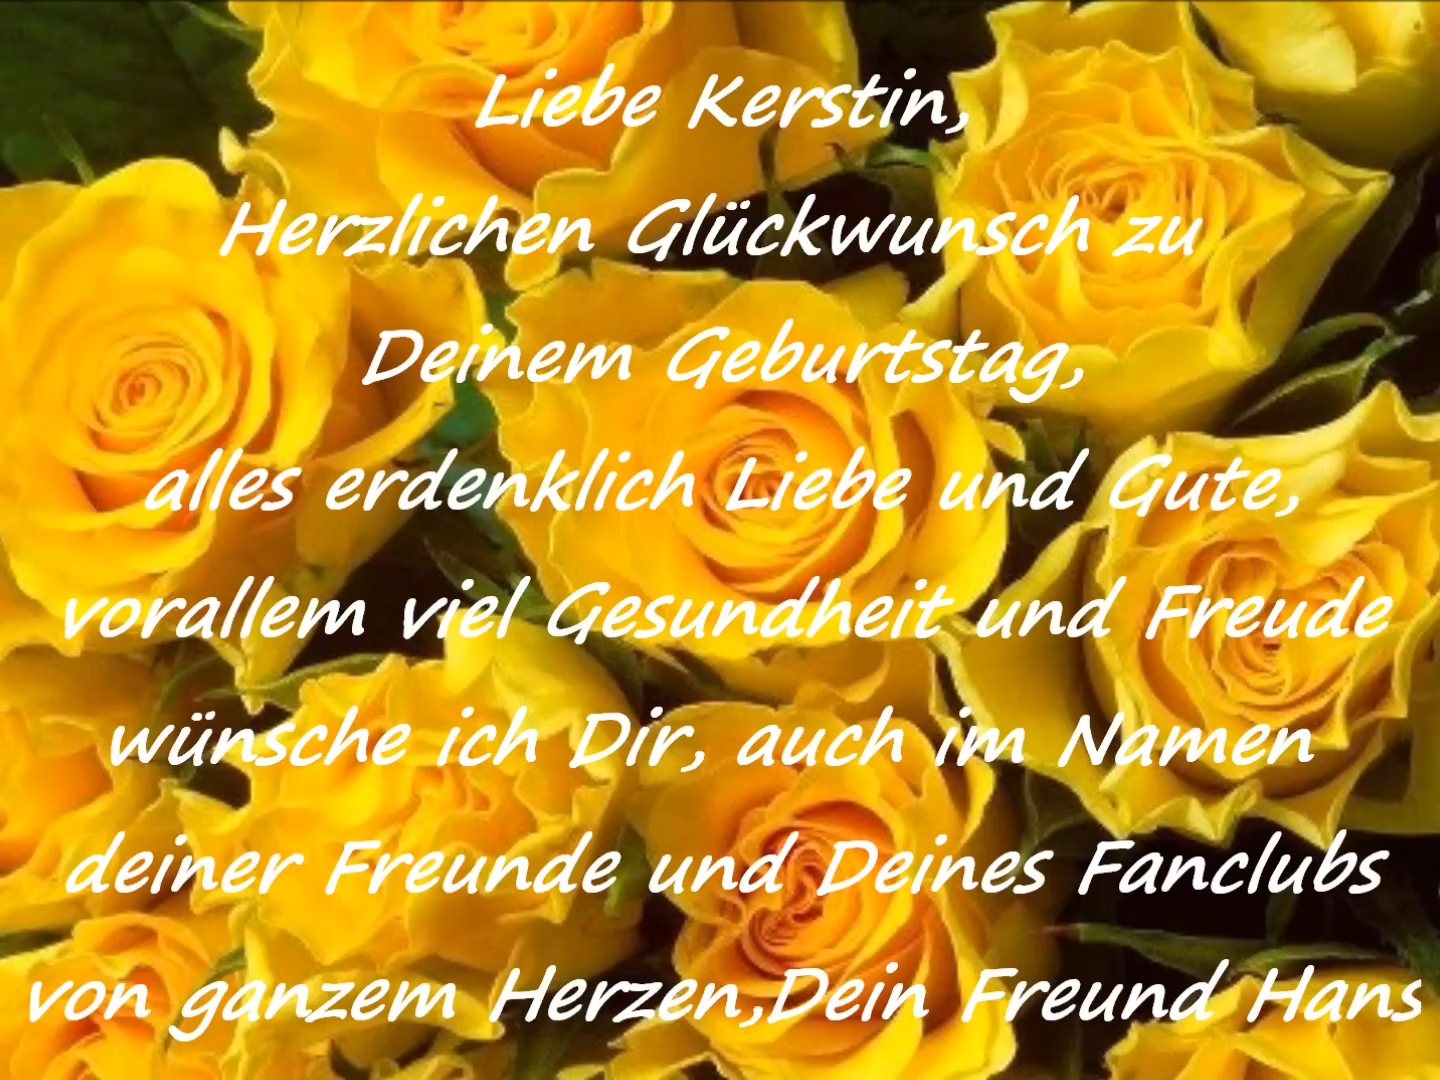 Liebe Kerstin,
Herzlichen Glückwunsch zu
Deinem Geburtstag,
alles erdenklich Liebe und Gute,
vorallem viel Gesundheit und Freude
wünsche ich Dir, auch im Namen
deiner Freunde und Deines Fanclubs
von ganzem Herzen,Dein Freund Hans